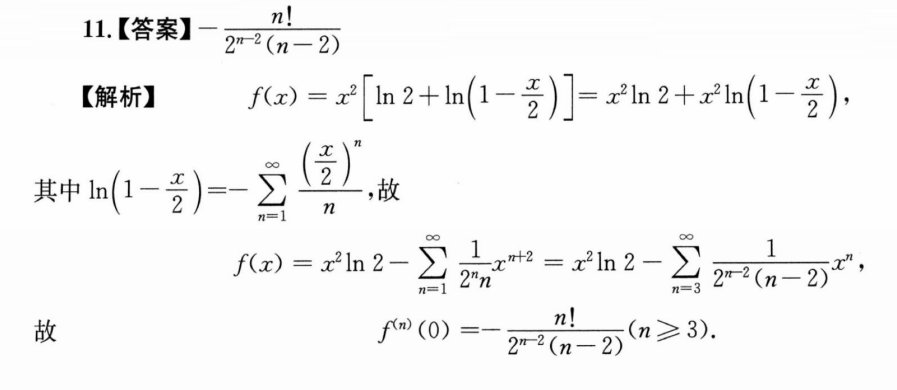 11.【答案】$-\frac{n!}{2^{n-2}(n-2)}$
【解析】 $f(x)=x^2\left[\ln 2+\ln\left(1-\frac{x}{2}\right)\right]=x^2\ln 2+x^2\ln\left(1-\frac{x}{2}\right)$,
其中 $\ln\left(1-\frac{x}{2}\right)=-\sum_{n=1}^{\infty}\frac{\left(\frac{x}{2}\right)^n}{n}$,故
$f(x)=x^2\ln 2-\sum_{n=1}^{\infty}\frac{1}{2^n n}x^{n+2}=x^2\ln 2-\sum_{n=3}^{\infty}\frac{1}{2^{n-2}(n-2)}x^n$,
故 $f^{(n)}(0)=-\frac{n!}{2^{n-2}(n-2)}(n\geqslant 3)$.